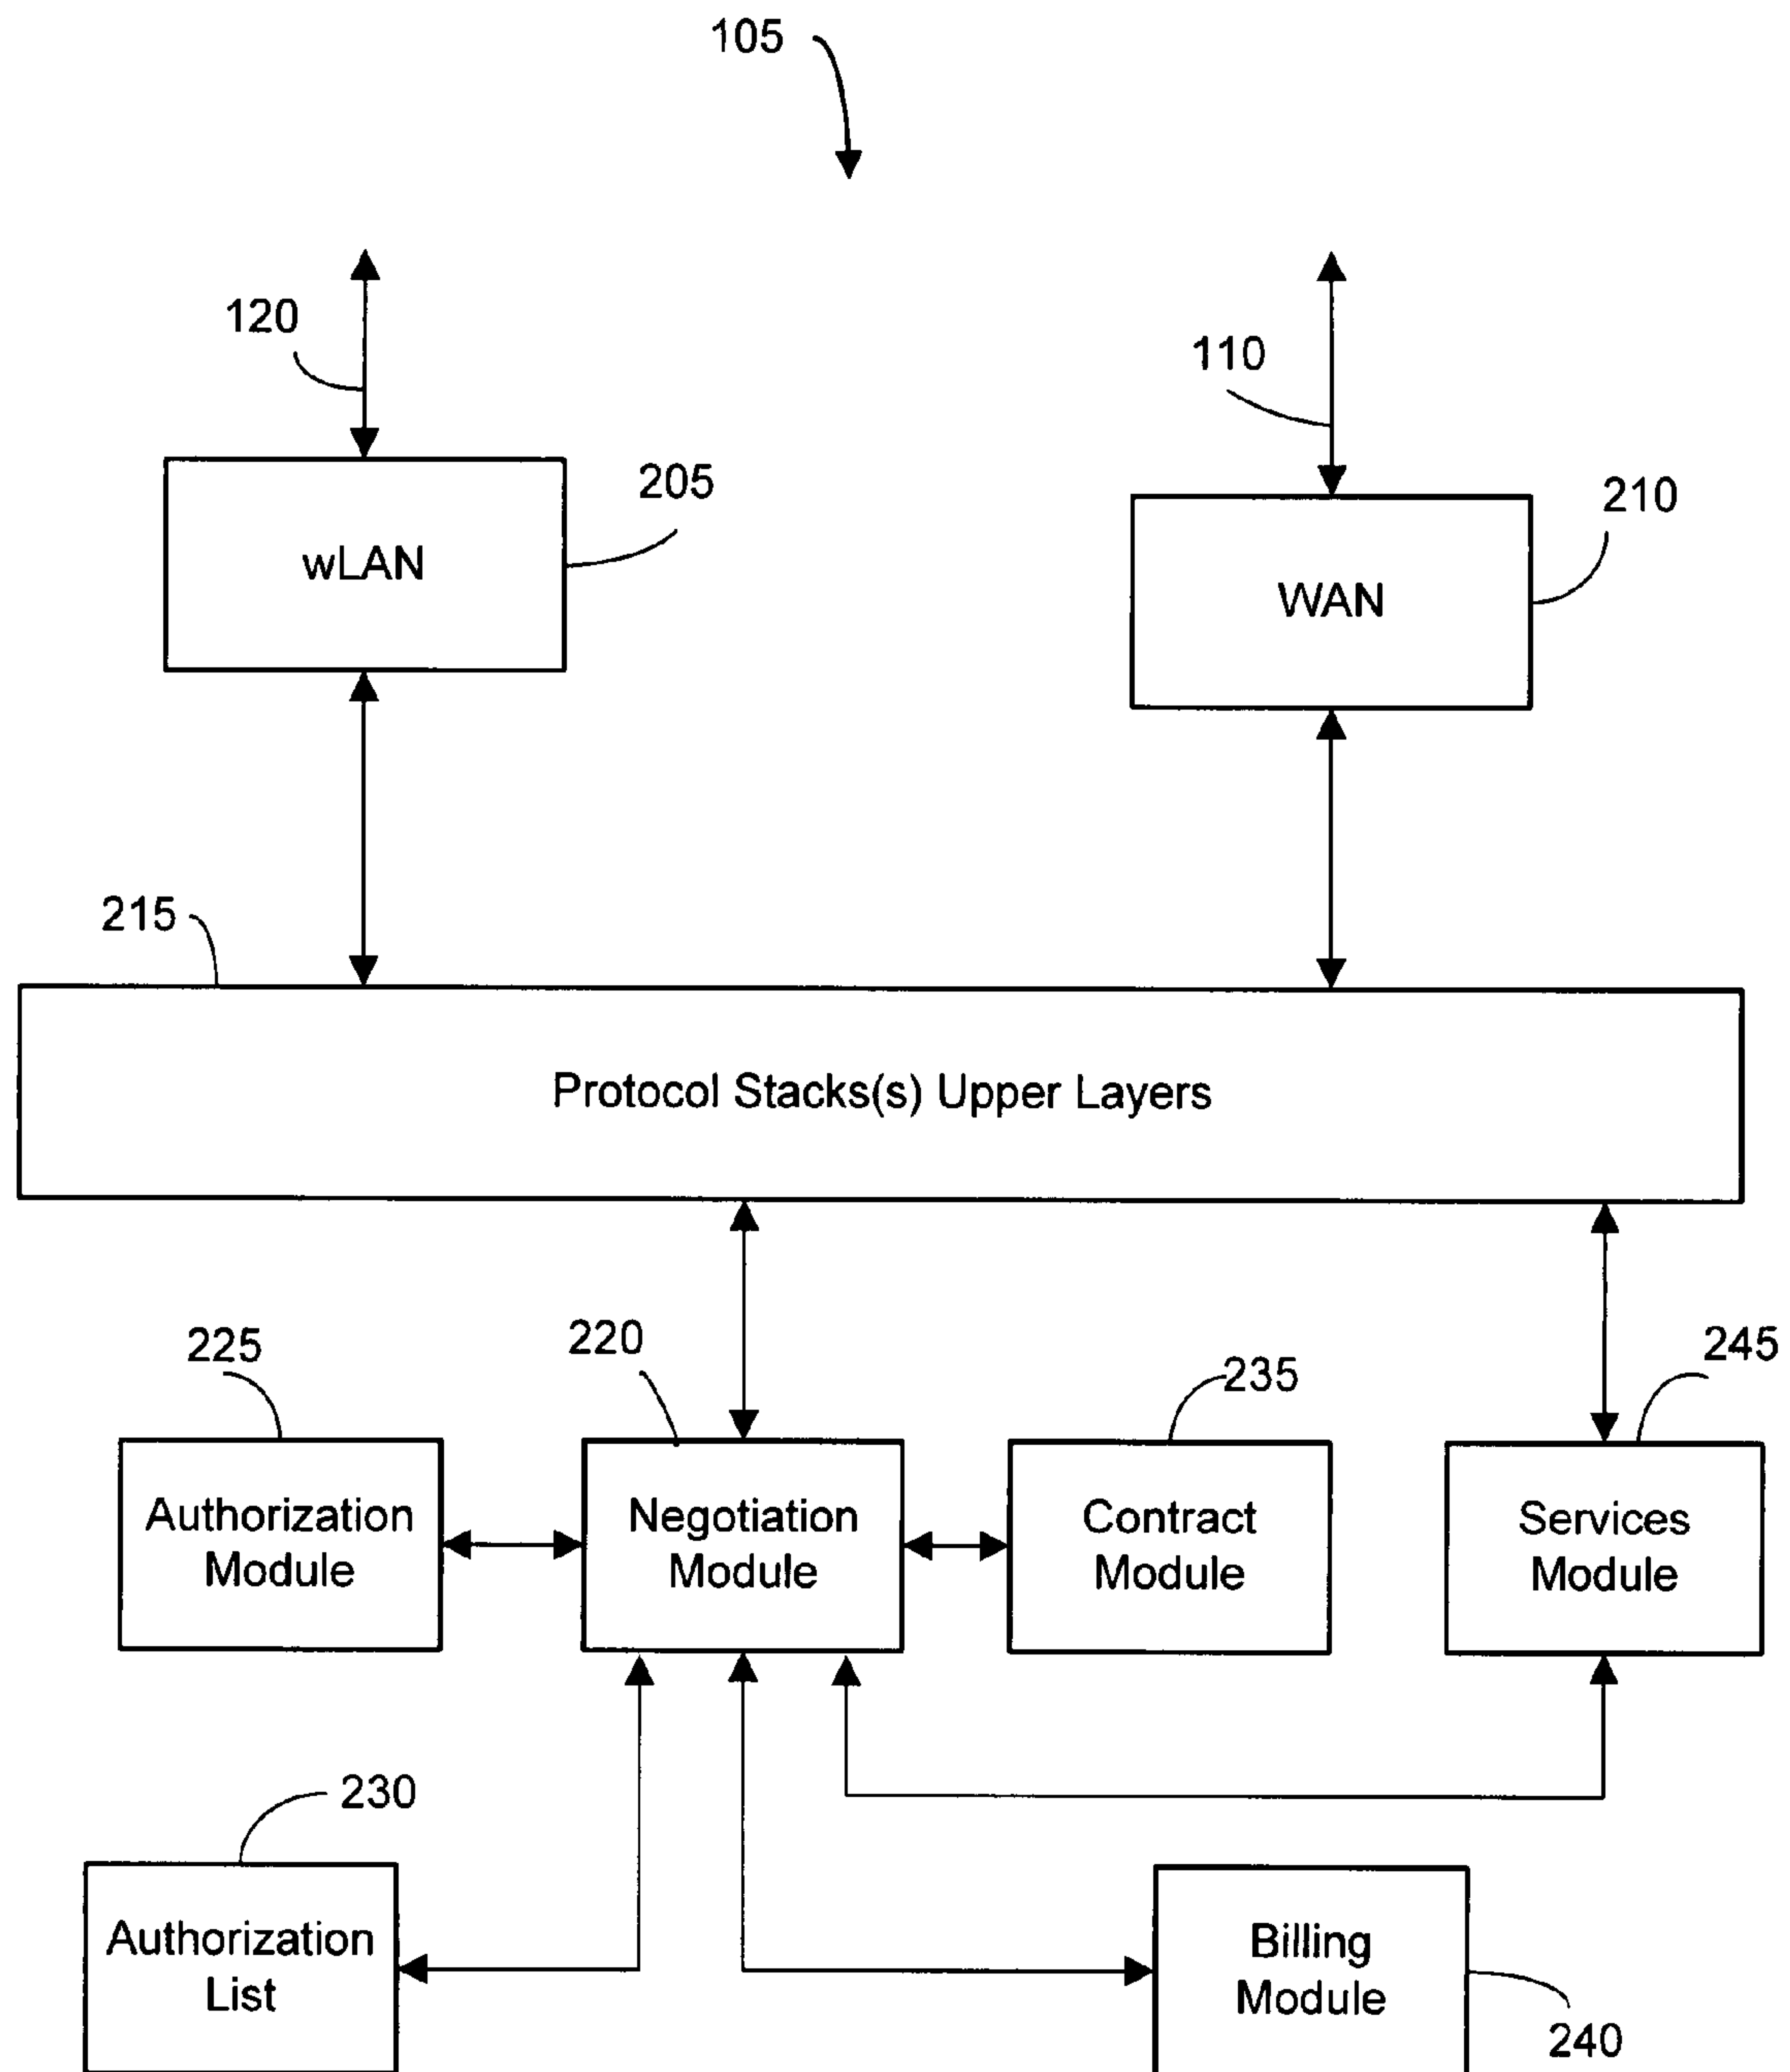 105
120
110
205
210
wLAN
WAN
215
Protocol Stacks(s) Upper Layers
225
220
235
245
Authorization
Module
Negotiation
Module
Contract
Module
Services
Module
230
Authorization
List
Billing
Module
240